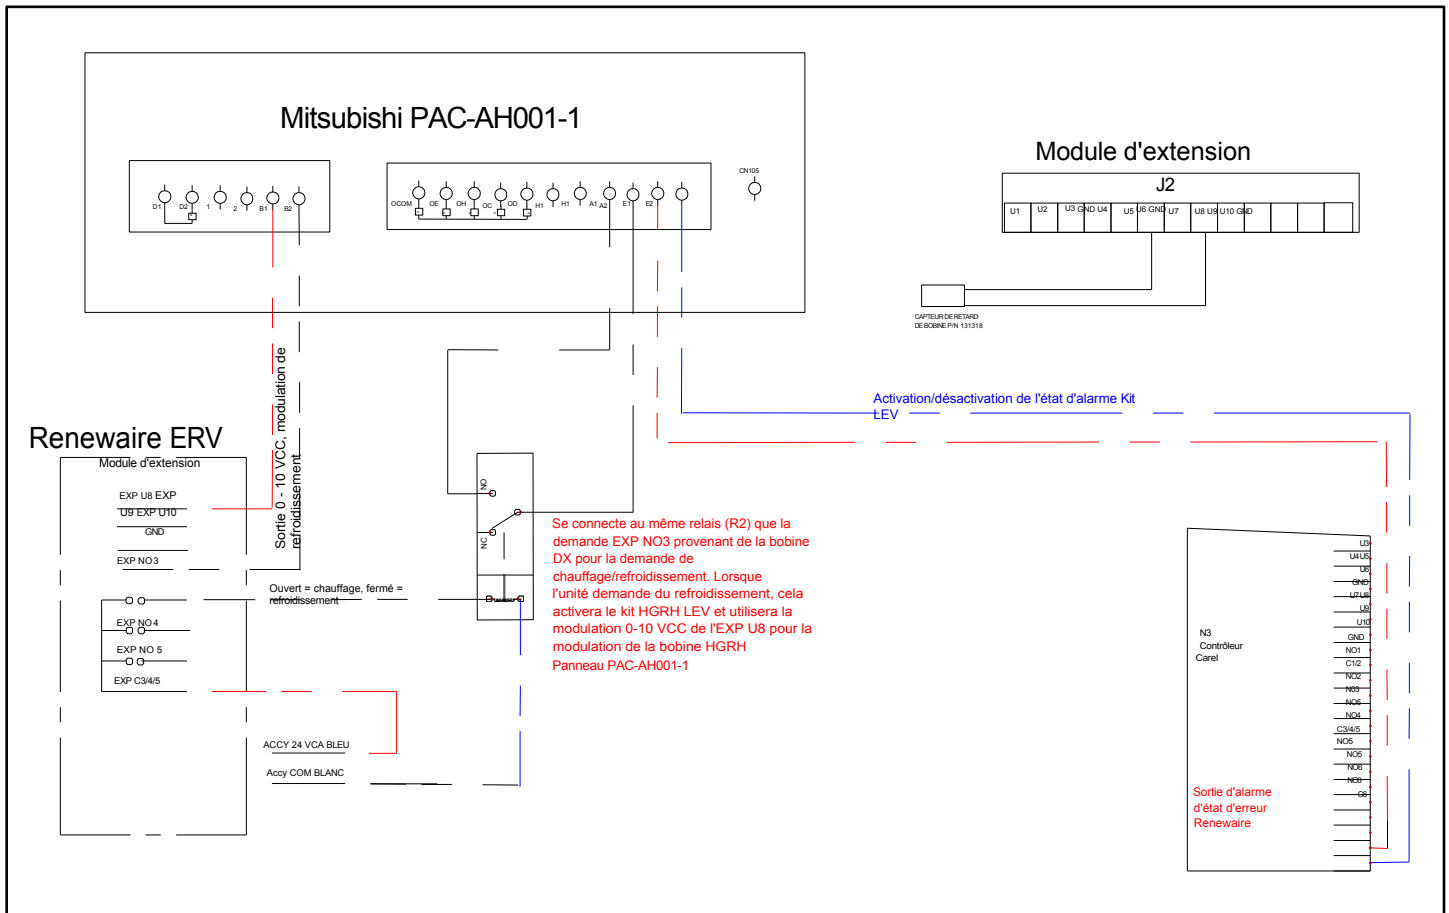 Mitsubishi PAC-AH001-1
D1
D2
1
2
B1
B2
OCOM
OE
OH
OC
OD
H1
H1
A1
A2
E1
E2
CN105
Module d'extension
J2
U1
U2
U3 GND U4
U5
U6 GND
U7
U8 U9
U10 GND
CAPTEUR DE RETARD
DE BOBINE P/N 131318
Sortie 0 - 10 VCC, modulation de
refroidissement
Activation/désactivation de l'état d'alarme Kit
LEV
Renewaire ERV
Module d'extension
EXP U8 EXP
U9 EXP U10
GND
EXP NO3
EXP NO4
EXP NO 5
EXP C3/4/5
Ouvert = chauffage, fermé =
refroidissement
NO
NC
Se connecte au même relais (R2) que la
demande EXP NO3 provenant de la bobine
DX pour la demande de
chauffage/refroidissement. Lorsque
l'unité demande du refroidissement, cela
activera le kit HGRH LEV et utilisera la
modulation 0-10 VCC de l'EXP U8 pour la
modulation de la bobine HGRH
Panneau PAC-AH001-1
ACCY 24 VCA BLEU
Accy COM BLANC
N3
Contrôleur
Carel
U3
U4 U5
U6
GND
U7 U8
U9
U10
GND
NO1
C1/2
NO2
N03
NO5
NO4
C3/4/5
NO5
NO5
NO6
NC6
C6
Sortie d'alarme
d'état d'erreur
Renewaire